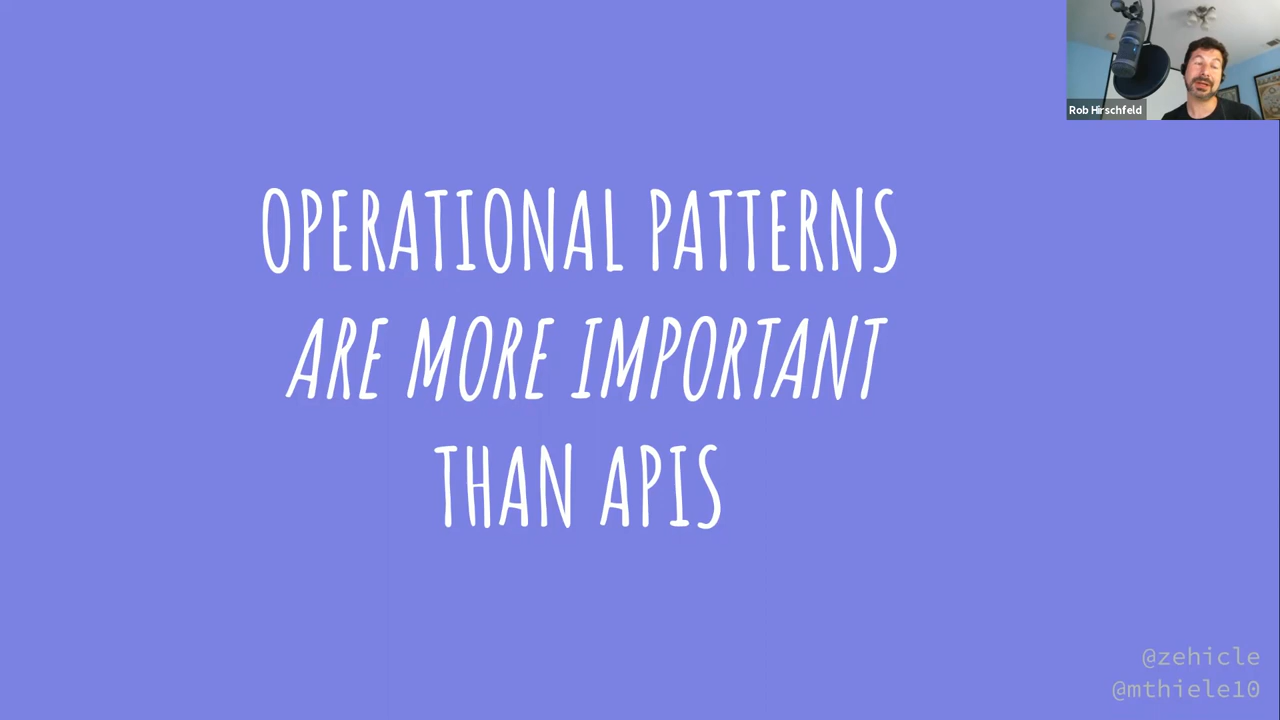 Rob Hirschfeld
OPERATIONAL PATTERNS
ARE MORE IMPORTANT
THAN APIS
@zehicle
@mthiele10